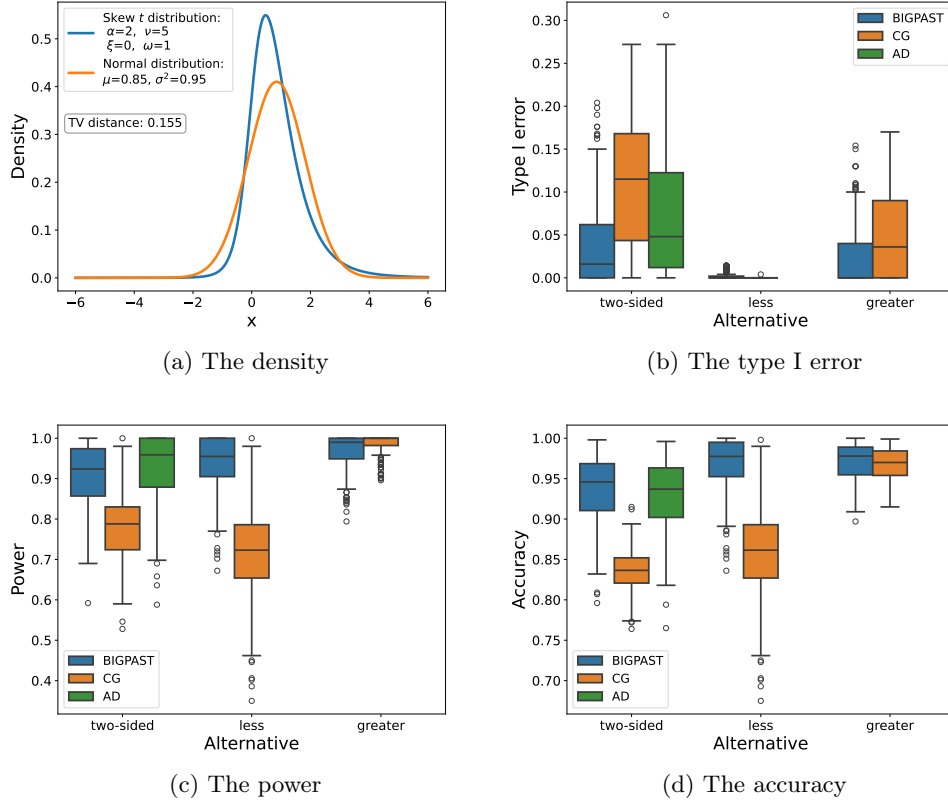 Skew t distribution:
α=2, ν=5
ξ=0, ω=1
Normal distribution:
μ=0.85, σ²=0.95
TV distance: 0.155
Density
0.5
0.4
0.3
0.2
0.1
0.0
−6 −4 −2 0 2 4 6
x
(a) The density
BIGPAST
CG
AD
Type I error
0.30
0.25
0.20
0.15
0.10
0.05
0.00
two-sided less greater
Alternative
(b) The type I error
Power
1.0
0.9
0.8
0.7
0.6
0.5
0.4
BIGPAST
CG
AD
two-sided less greater
Alternative
(c) The power
Accuracy
1.00
0.95
0.90
0.85
0.80
0.75
0.70
BIGPAST
CG
AD
two-sided less greater
Alternative
(d) The accuracy